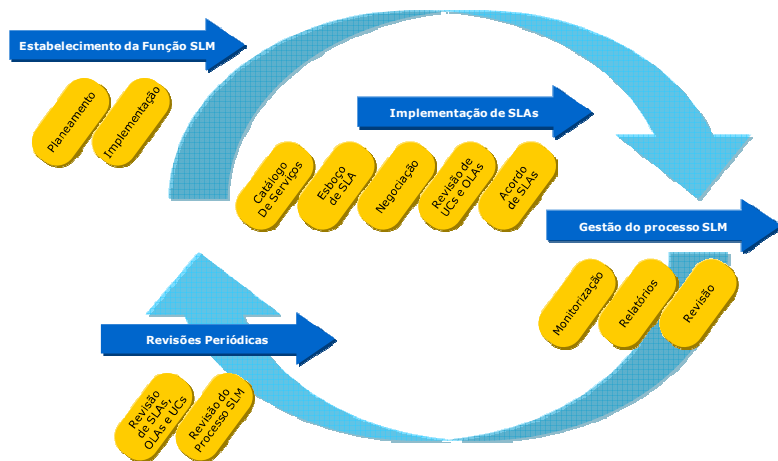 Estabelecimento da Função SLM
Planeamento
Implementação
Implementação de SLAs
Catálogo
De Serviços
Esboço
de SLA
Negociação
Revisão de
UCs e OLAs
Acordo
de SLAs
Gestão do processo SLM
Monitorização
Relatórios
Revisão
Revisões Periódicas
Revisão
de SLAs,
OLAs e UCs
Revisão do
Processo SLM